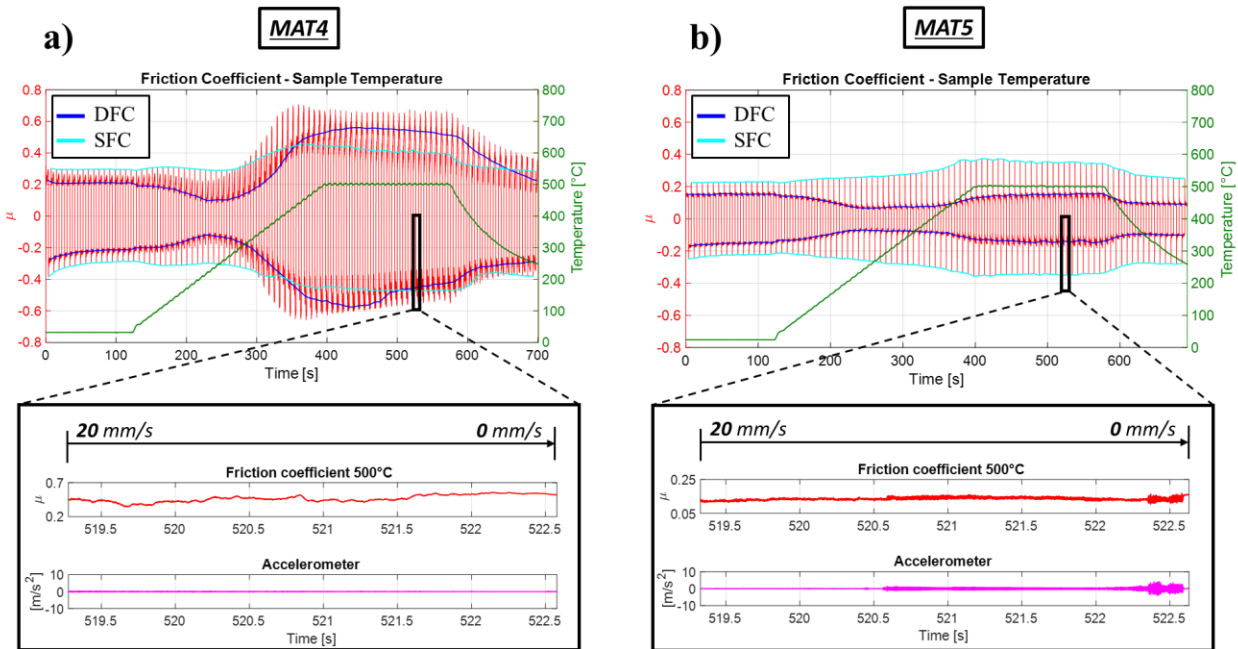 a)
MAT4
Friction Coefficient - Sample Temperature
0.8
0.6
0.4
0.2
0
-0.2
-0.4
-0.6
-0.8
μ
DFC
SFC
800
700
600
500
400
300
200
100
0
Temperature [°C]
0 100 200 300 400 500 600 700
Time [s]
20 mm/s 0 mm/s
Friction coefficient 500°C
0.7
0.2
μ
519.5 520 520.5 521 521.5 522 522.5
Accelerometer
10
0
-10
[m/s²]
519.5 520 520.5 521 521.5 522 522.5
Time [s]
b)
MAT5
Friction Coefficient - Sample Temperature
0.8
0.6
0.4
0.2
0
-0.2
-0.4
-0.6
-0.8
μ
DFC
SFC
800
700
600
500
400
300
200
100
0
Temperature [°C]
0 100 200 300 400 500 600
Time [s]
20 mm/s 0 mm/s
Friction coefficient 500°C
0.25
0.05
μ
519.5 520 520.5 521 521.5 522 522.5
Accelerometer
10
0
-10
[m/s²]
519.5 520 520.5 521 521.5 522 522.5
Time [s]